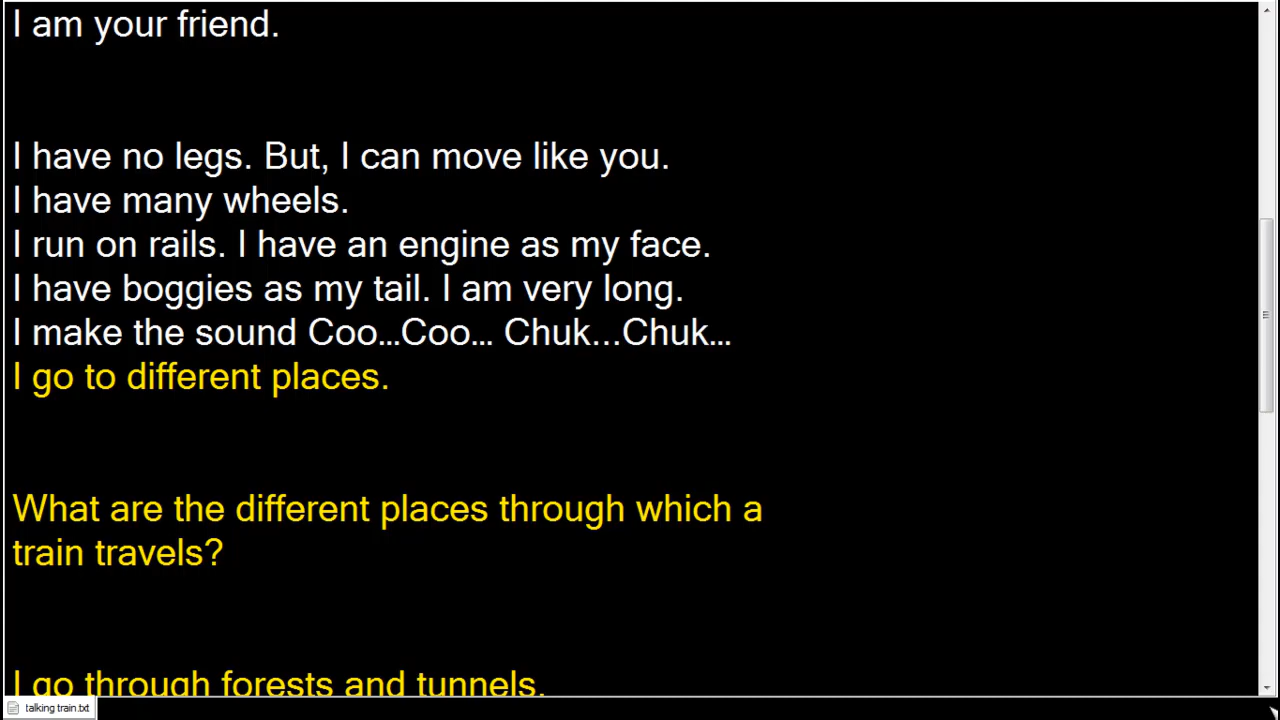 I am your friend.
I have no legs. But, I can move like you.
I have many wheels.
I run on rails. I have an engine as my face.
I have boggies as my tail. I am very long.
I make the sound Coo...Coo... Chuk...Chuk...
I go to different places.
What are the different places through which a
train travels?
I go through forests and tunnels.
talking train.txt